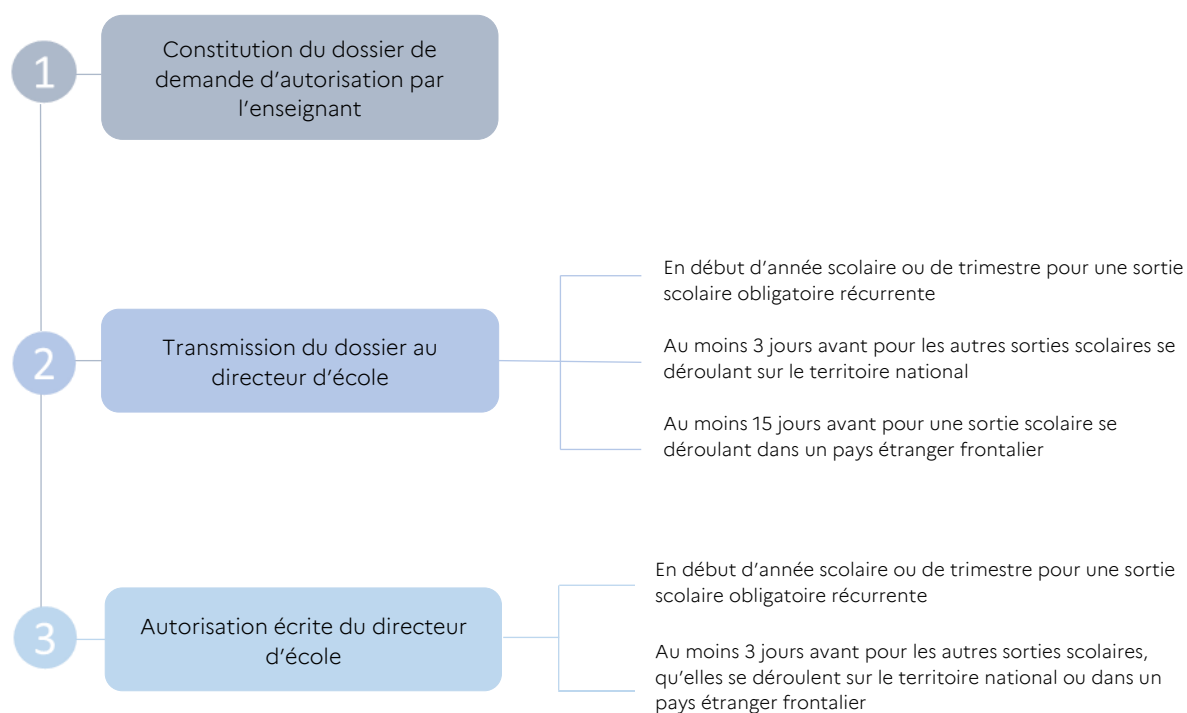 1
Constitution du dossier de
demande d’autorisation par
l’enseignant
2
Transmission du dossier au
directeur d’école
En début d’année scolaire ou de trimestre pour une sortie
scolaire obligatoire récurrente
Au moins 3 jours avant pour les autres sorties scolaires se
déroulant sur le territoire national
Au moins 15 jours avant pour une sortie scolaire se
déroulant dans un pays étranger frontalier
3
Autorisation écrite du directeur
d’école
En début d’année scolaire ou de trimestre pour une sortie
scolaire obligatoire récurrente
Au moins 3 jours avant pour les autres sorties scolaires,
qu’elles se déroulent sur le territoire national ou dans un
pays étranger frontalier